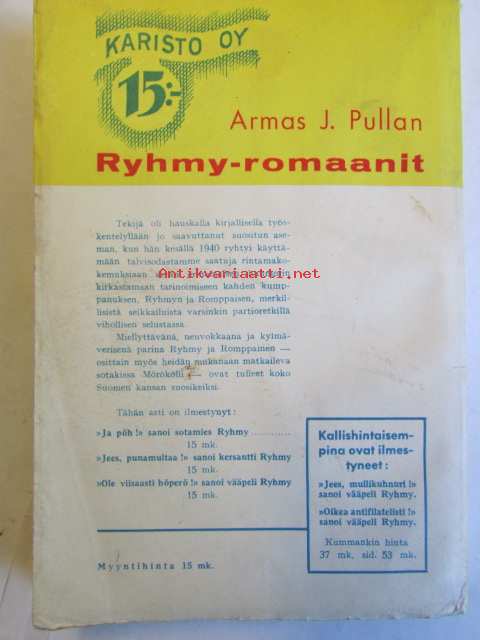 KARISTO OY
15:-
Armas J. Pullan
Ryhmy-romaanit
Tekijä oli hauskalla kirjallisella työs-
kentelyllään jo saavuttanut suositun ase-
man, kun hän kesällä 1940 ryhtyi käyttä-
mään talvisodastamme saatuja rintamako-
kemuksiaan
Antikvariaatti.net
kirkastamaan tarinoimiseen kahden kump-
panuksen, Ryhmyn ja Romppaisen, merkil-
lisistä seikkailuista varsinkin partioretkillä
vihollisen selustassa.
Miellyttävänä, neuvokkaana ja kylmä-
verisenä parina Ryhmy ja Romppainen —
osittain myös heidän mukanaan matkaileva
sotakissa Mörökölli — ovat tulleet koko
Suomen kansan suosikeiksi.
Tähän asti on ilmestynyt:
»Ja pöh!» sanoi sotamies Ryhmy ............
15 mk.
»Jees, punamultaa!» sanoi kersantti Ryhmy
15 mk.
»Ole viisaasti höperö!» sanoi vääpeli Ryhmy
15 mk.
Myyntihinta 15 mk.
Kallishintaisem-
pina ovat ilmes-
tyneet:
»Jees, mullikuhnuri!»
sanoi vääpeli Ryhmy.
»Oikea antifilatelisti!»
sanoi vääpeli Ryhmy.
Kummankin hinta
37 mk, sid. 53 mk.